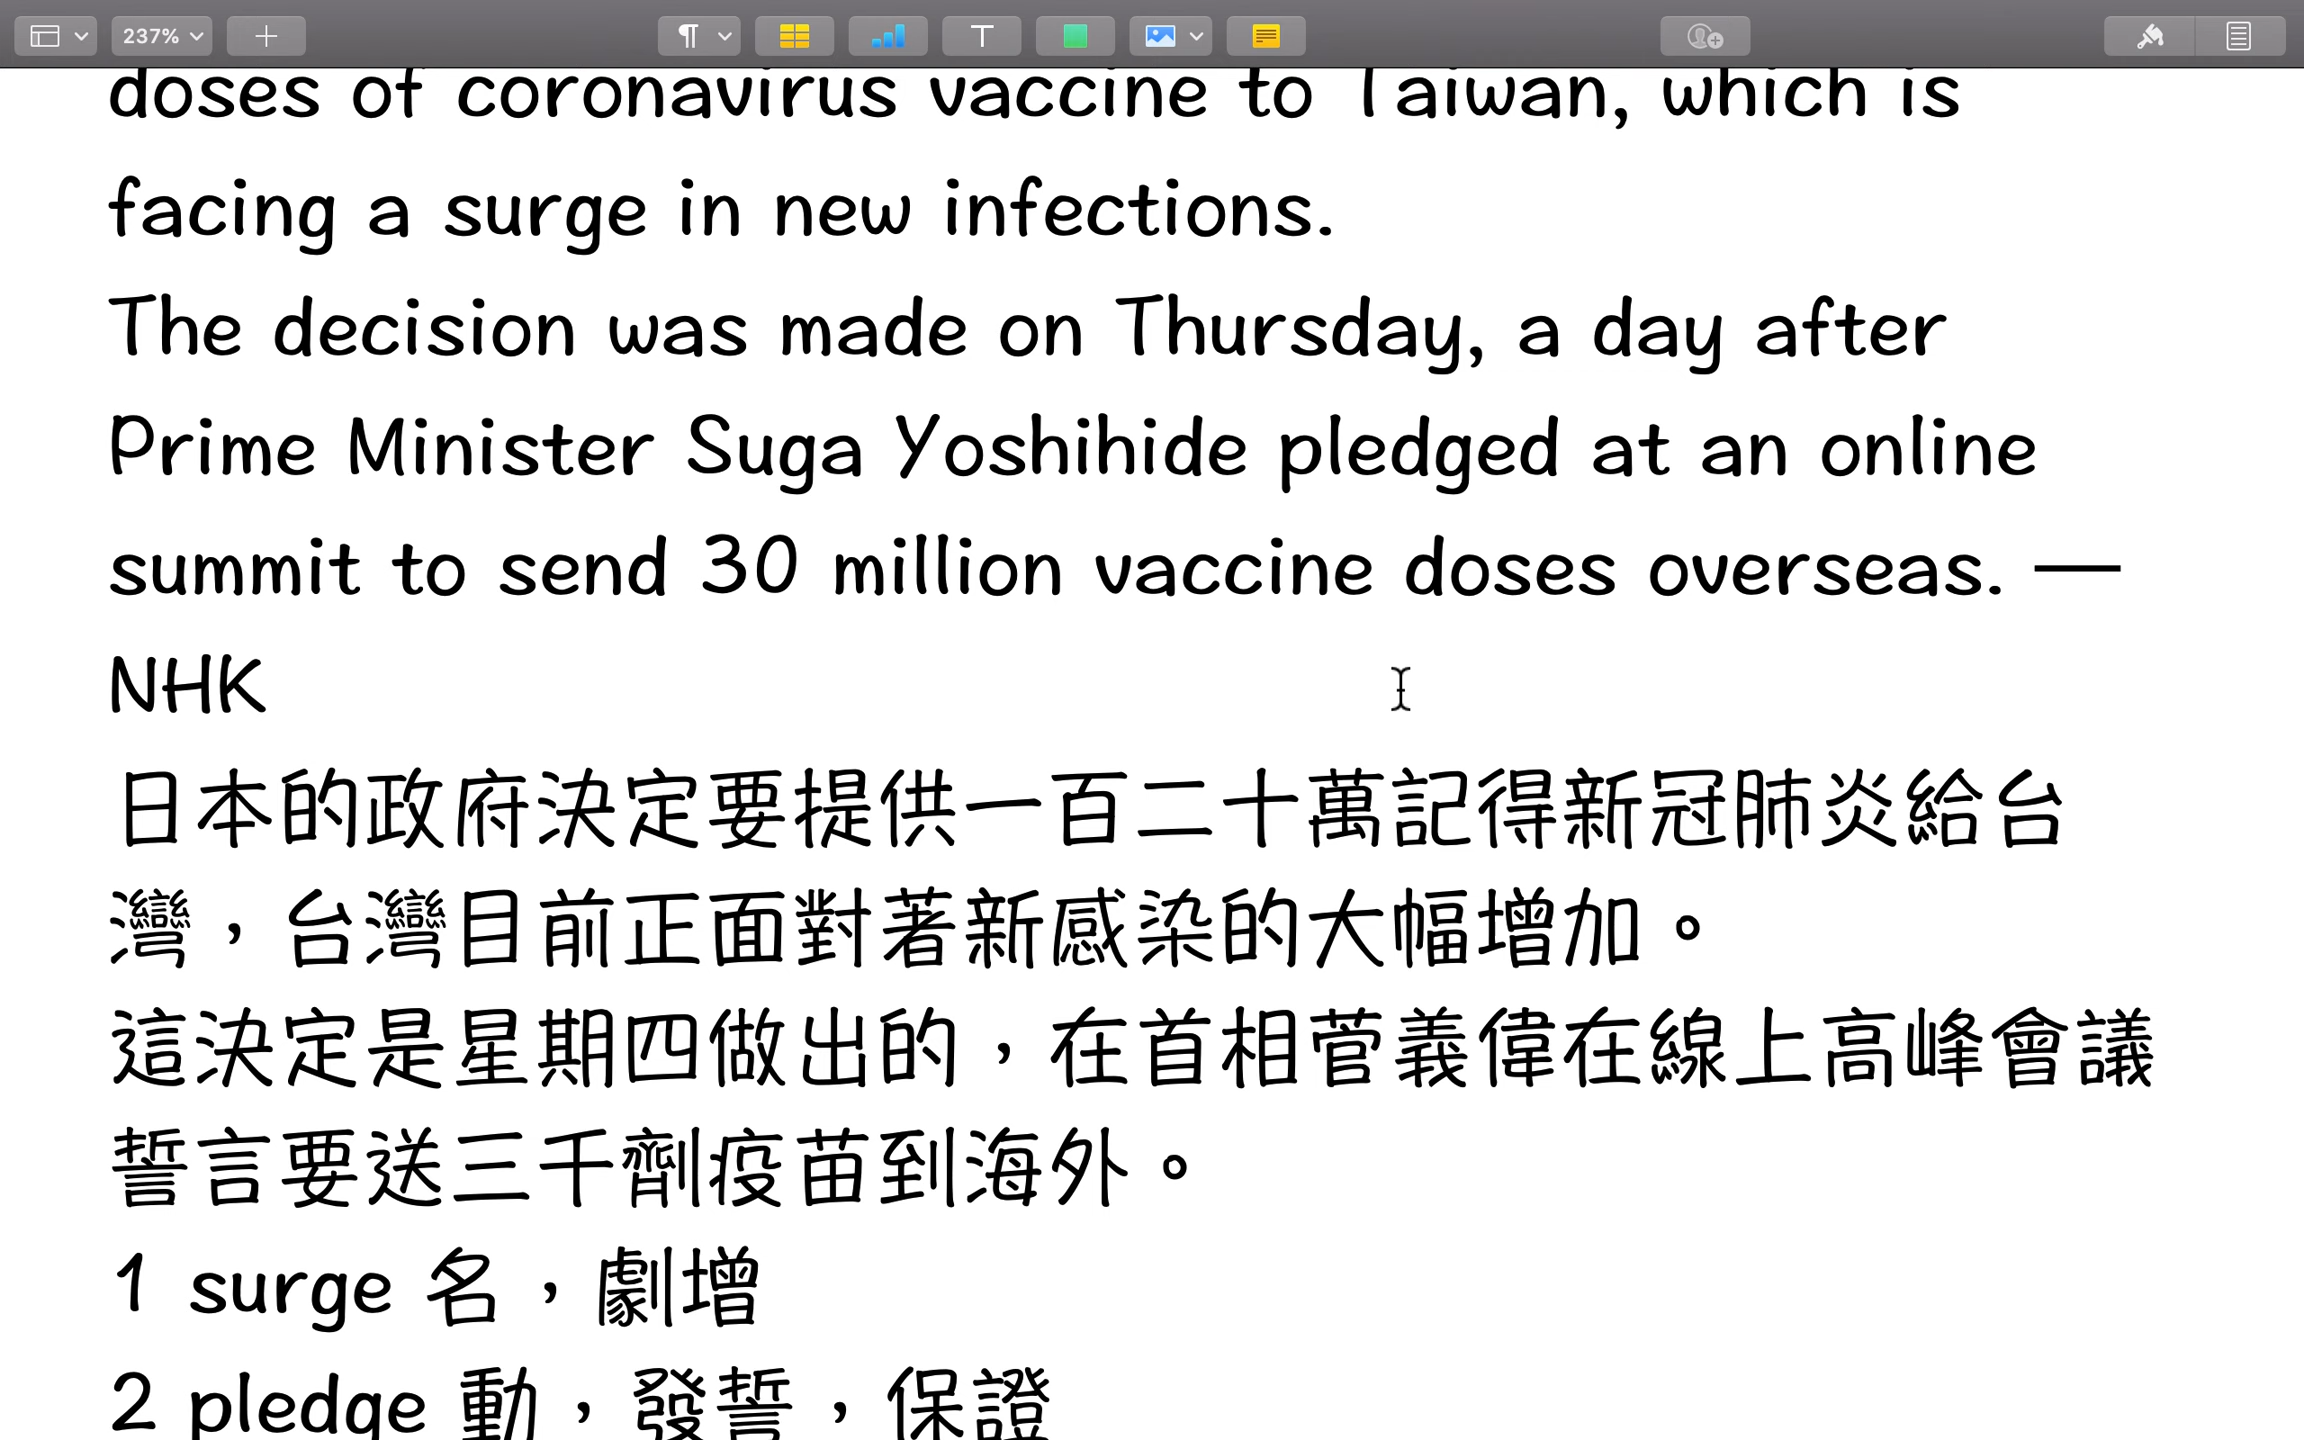 237%
doses of coronavirus vaccine to Taiwan, which is
facing a surge in new infections.
The decision was made on Thursday, a day after
Prime Minister Suga Yoshihide pledged at an online
summit to send 30 million vaccine doses overseas. —
NHK
日本的政府決定要提供一百二十萬記得新冠肺炎給台
灣，台灣目前正面對著新感染的大幅增加。
這決定是星期四做出的，在首相菅義偉在線上高峰會議
誓言要送三千劑疫苗到海外。
1 surge 名，劇增
2 pledge 動，發誓，保證